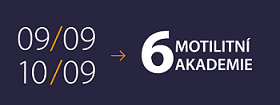 09/09
10/09
→ 6 MOTILITNÍ
AKADEMIE